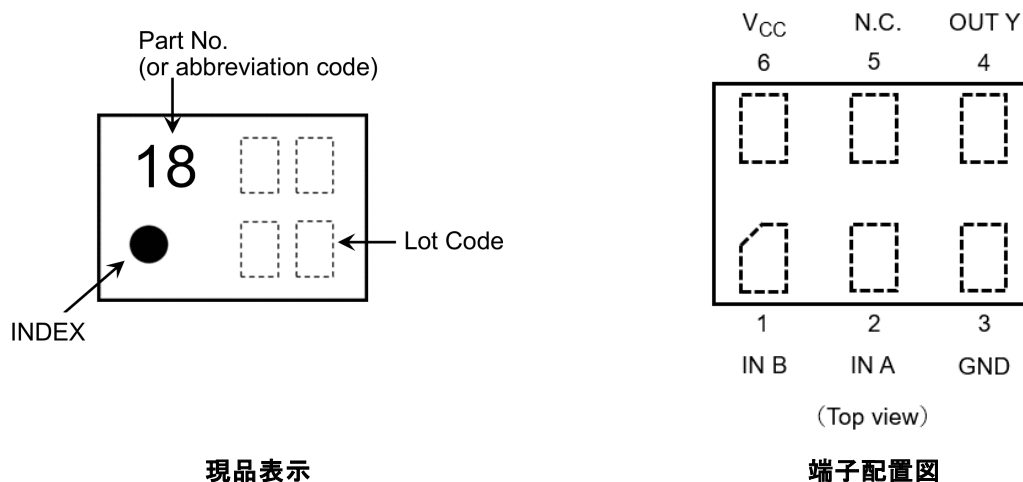 Part No.
(or abbreviation code)
18
Lot Code
INDEX
現品表示
VCC N.C. OUT Y
6 5 4
1 2 3
IN B IN A GND
(Top view)
端子配置図